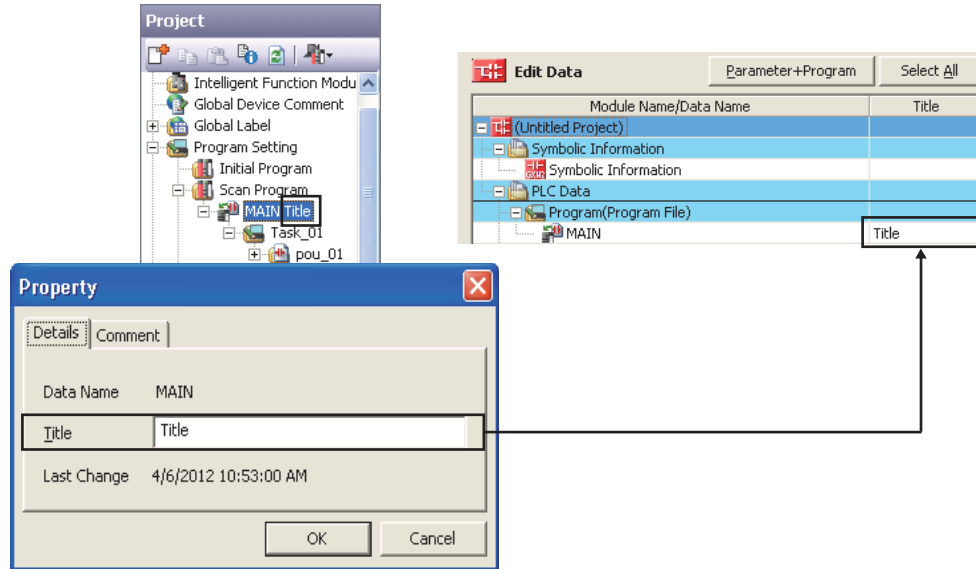 Project
Intelligent Function Modu
Global Device Comment
Global Label
Program Setting
Initial Program
Scan Program
MAIN Title
Task_01
pou_01
Edit Data
Parameter+Program
Select All
Module Name/Data Name
Title
(Untitled Project)
Symbolic Information
Symbolic Information
PLC Data
Program(Program File)
MAIN
Title
Property
Details
Comment
Data Name MAIN
Title Title
Last Change 4/6/2012 10:53:00 AM
OK
Cancel